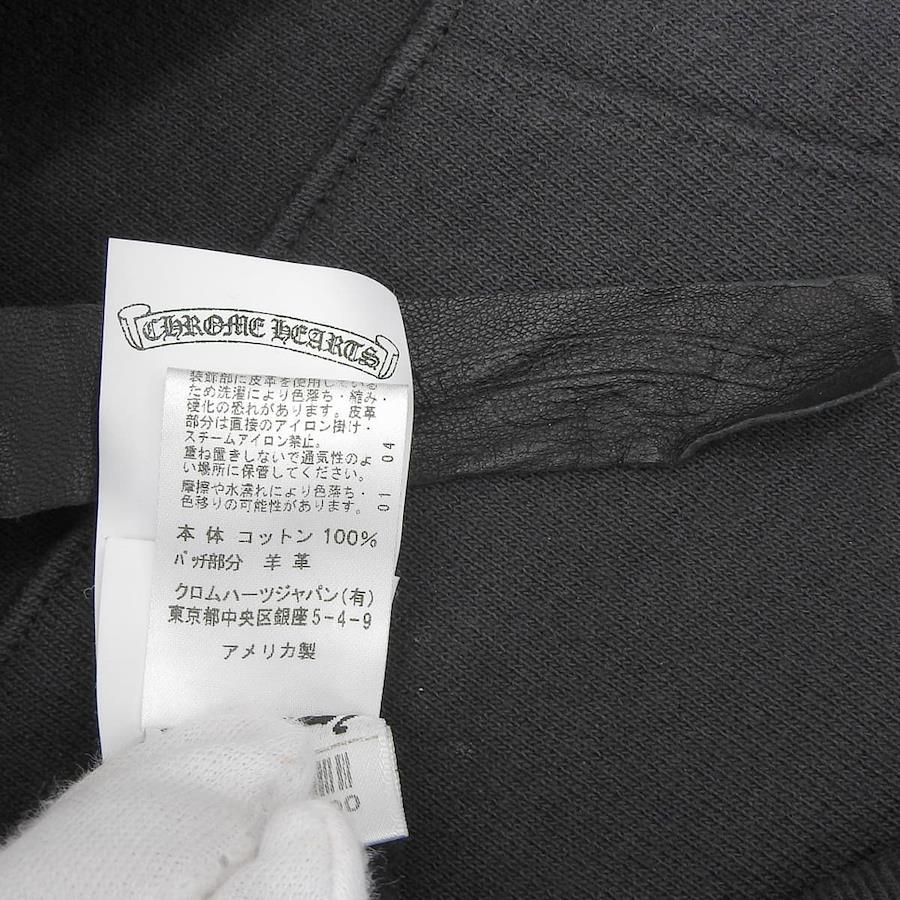 CHROME HEARTS
装飾部に皮革を使用している
ため洗濯により色落ち・縮み・
硬化の恐れがあります。皮革
部分は直接のアイロン掛け・
スチームアイロン禁止。
重ね置きしないで通気性のよ
い場所に保管してください。
摩擦や水濡れにより色落ち・
色移りの可能性があります。
01 04
本体 コットン 100%
パッチ部分 羊革
クロムハーツジャパン(有)
東京都中央区銀座5-4-9
アメリカ製